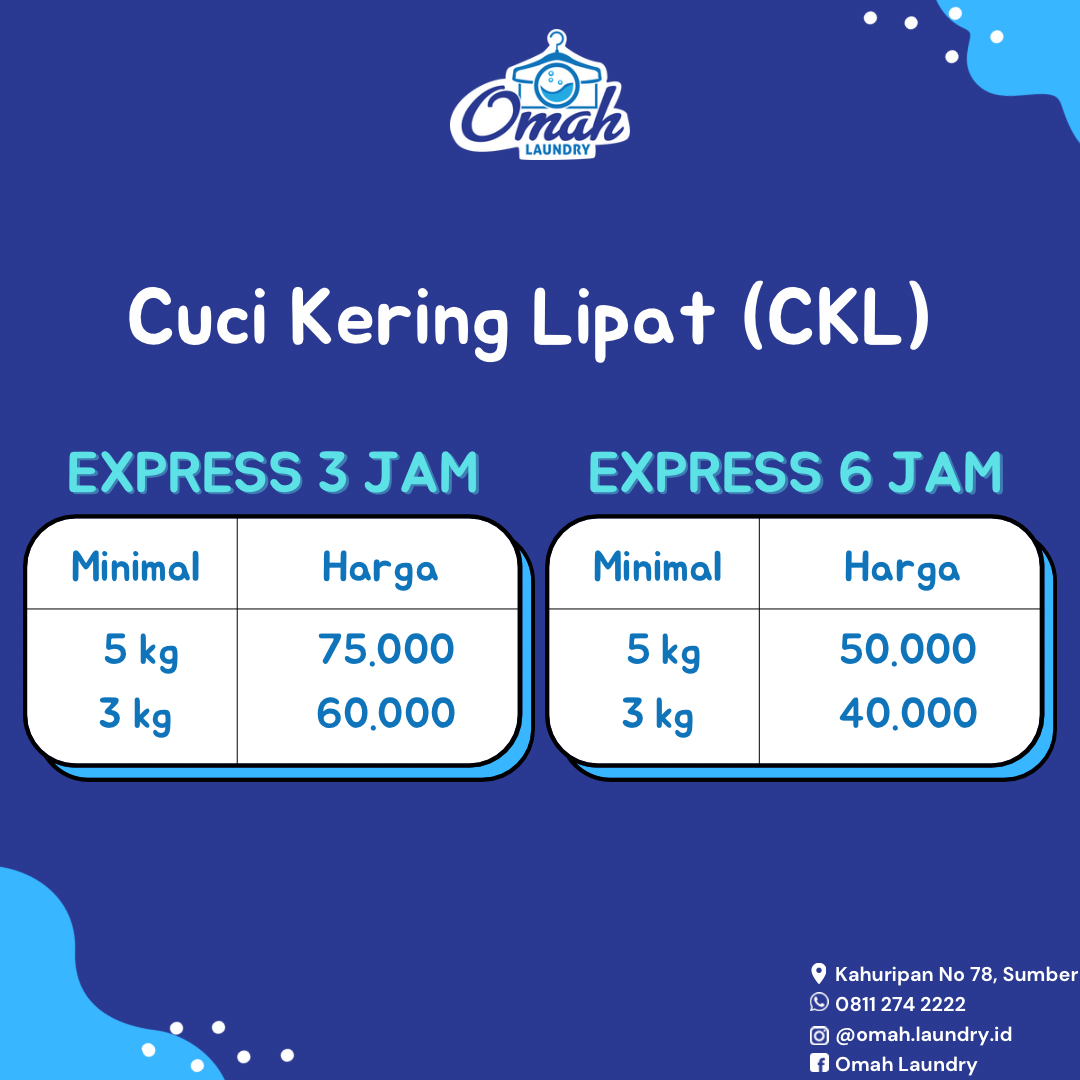 Omah
LAUNDRY
Cuci Kering Lipat (CKL)
EXPRESS 3 JAM
Minimal Harga
5 kg 75.000
3 kg 60.000
EXPRESS 6 JAM
Minimal Harga
5 kg 50.000
3 kg 40.000
Kahuripan No 78, Sumber
0811 274 2222
@omah.laundry.id
Omah Laundry